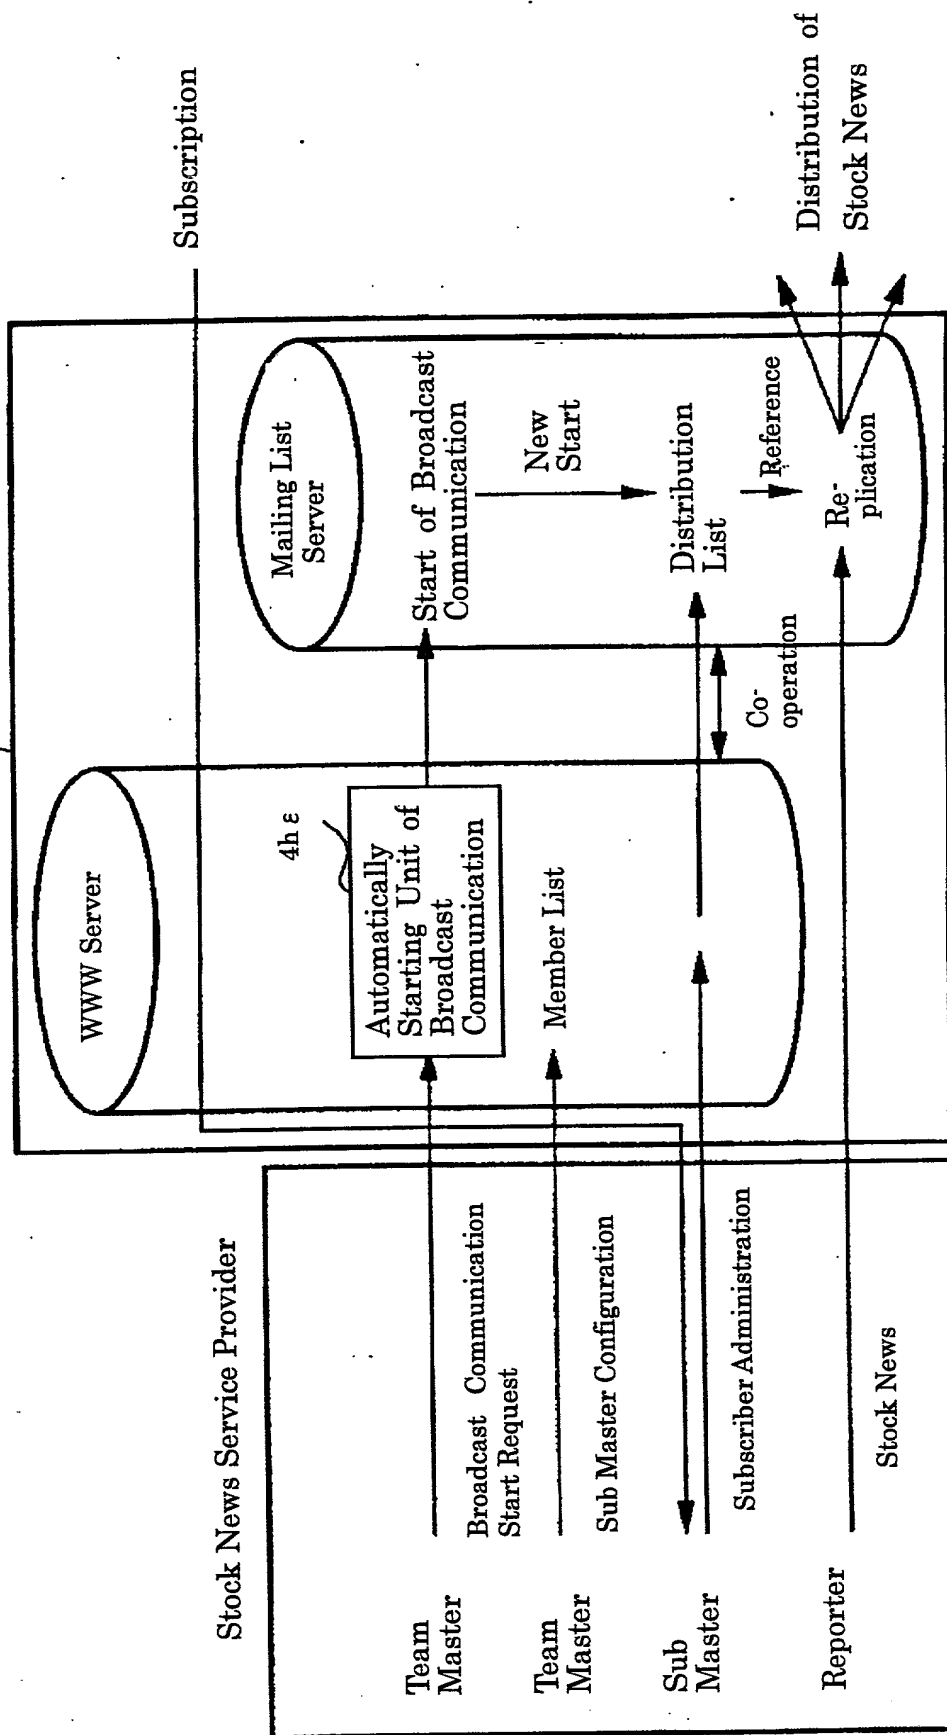 Subscription
WWW Server
Mailing List
Server
Stock News Service Provider
4h ε
Team
Master
Broadcast Communication
Start Request
Automatically
Starting Unit of
Broadcast
Communication
Start of Broadcast
Communication
New
Start
Team
Master
Sub Master Configuration
Member List
Sub
Master
Subscriber Administration
Co-
operation
Distribution
List
Reference
Reporter
Stock News
Re-
plication
Distribution of
Stock News